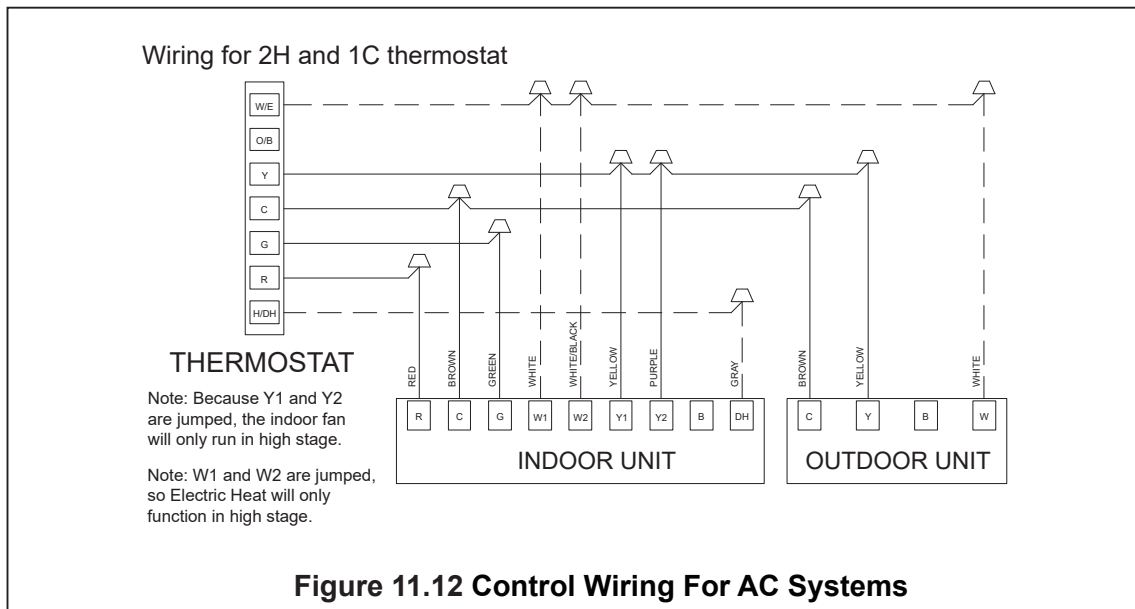 Wiring for 2H and 1C thermostat
W/E
O/B
Y
C
G
R
H/DH
THERMOSTAT
Note: Because Y1 and Y2
are jumped, the indoor fan
will only run in high stage.
Note: W1 and W2 are jumped,
so Electric Heat will only
function in high stage.
RED
BROWN
GREEN
WHITE
WHITE/BLACK
YELLOW
PURPLE
GRAY
BROWN
YELLOW
WHITE
R C G W1 W2 Y1 Y2 B DH
INDOOR UNIT
C Y B W
OUTDOOR UNIT
Figure 11.12 Control Wiring For AC Systems